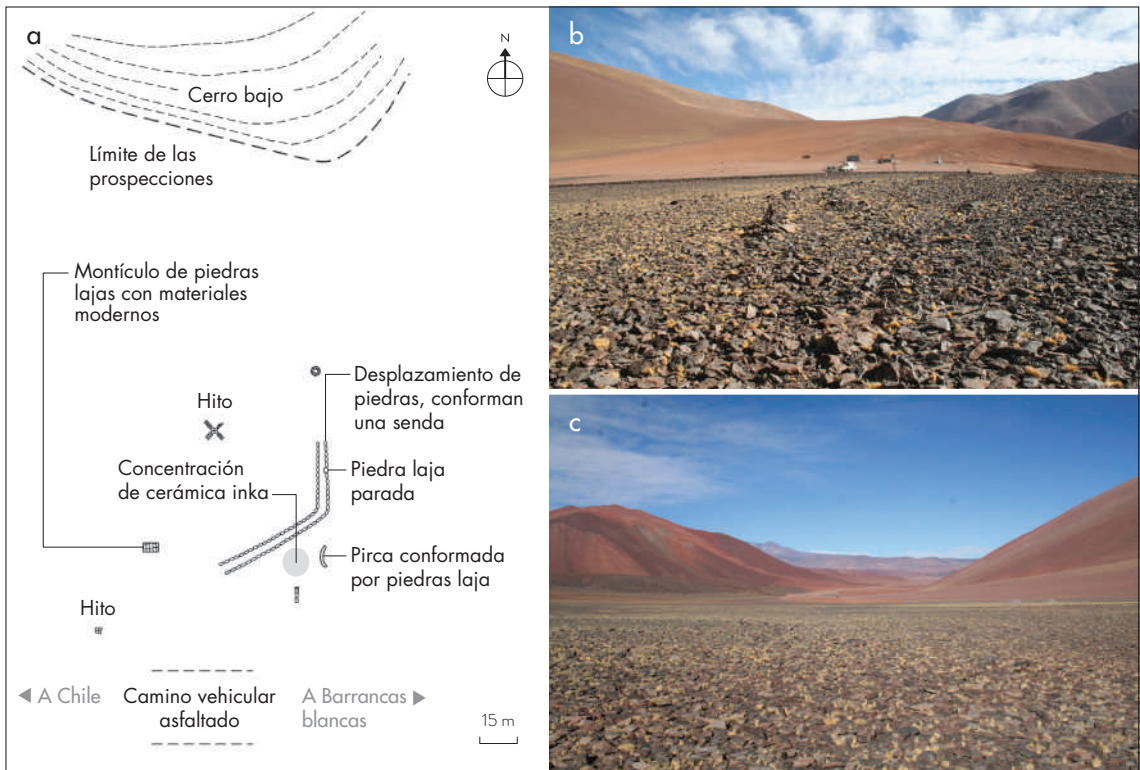 a
N
Cerro bajo
Límite de las
prospecciones
Montículo de piedras
lajas con materiales
modernos
Desplazamiento de
piedras, conforman
una senda
Hito
Concentración
de cerámica inka
Piedra laja
parada
Pirca conformada
por piedras laja
Hito
A Chile
Camino vehicular
asfaltado
A Barrancas
blancas
15 m
b
c